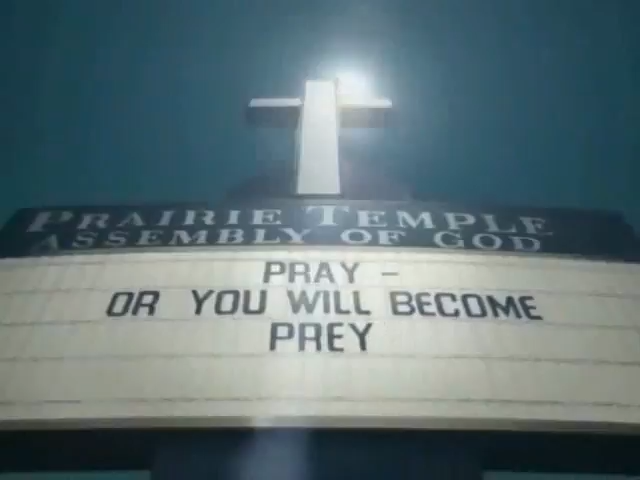 PRAIRIE TEMPLE
ASSEMBLY OF GOD
PRAY -
OR YOU WILL BECOME
PREY